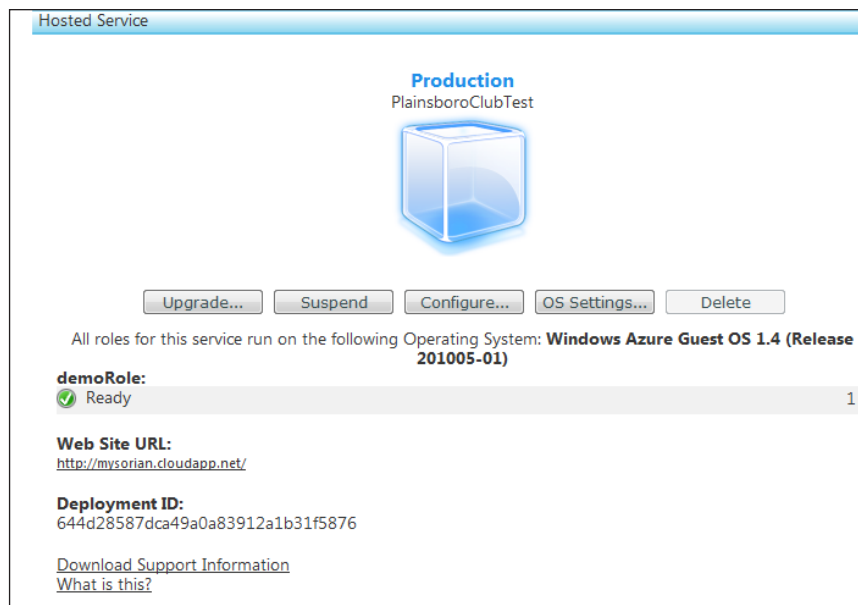 Hosted Service
Production
PlainsboroClubTest
Upgrade... Suspend Configure... OS Settings... Delete
All roles for this service run on the following Operating System: Windows Azure Guest OS 1.4 (Release
201005-01)
demoRole:
Ready 1
Web Site URL:
http://mysorian.cloudapp.net/
Deployment ID:
644d28587dca49a0a83912a1b31f5876
Download Support Information
What is this?